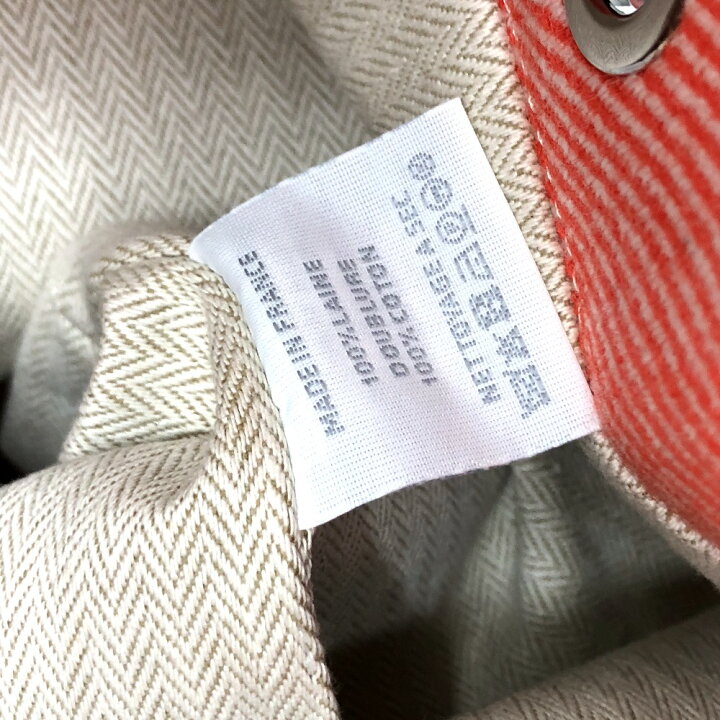 MADE IN FRANCE
100% LAINE
DOUBLURE
100% COTON
NETTOYAGE A SEC